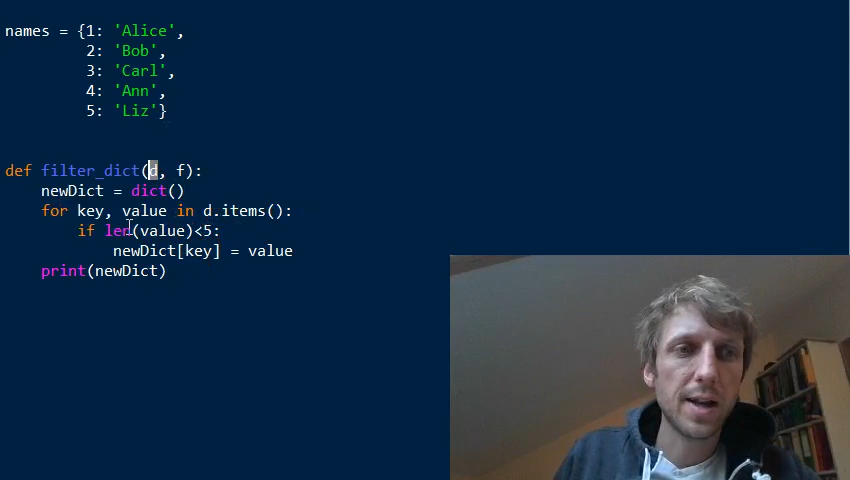 names = {1: 'Alice',
         2: 'Bob',
         3: 'Carl',
         4: 'Ann',
         5: 'Liz'}
def filter_dict(d, f):
    newDict = dict()
    for key, value in d.items():
        if len(value)<5:
            newDict[key] = value
    print(newDict)